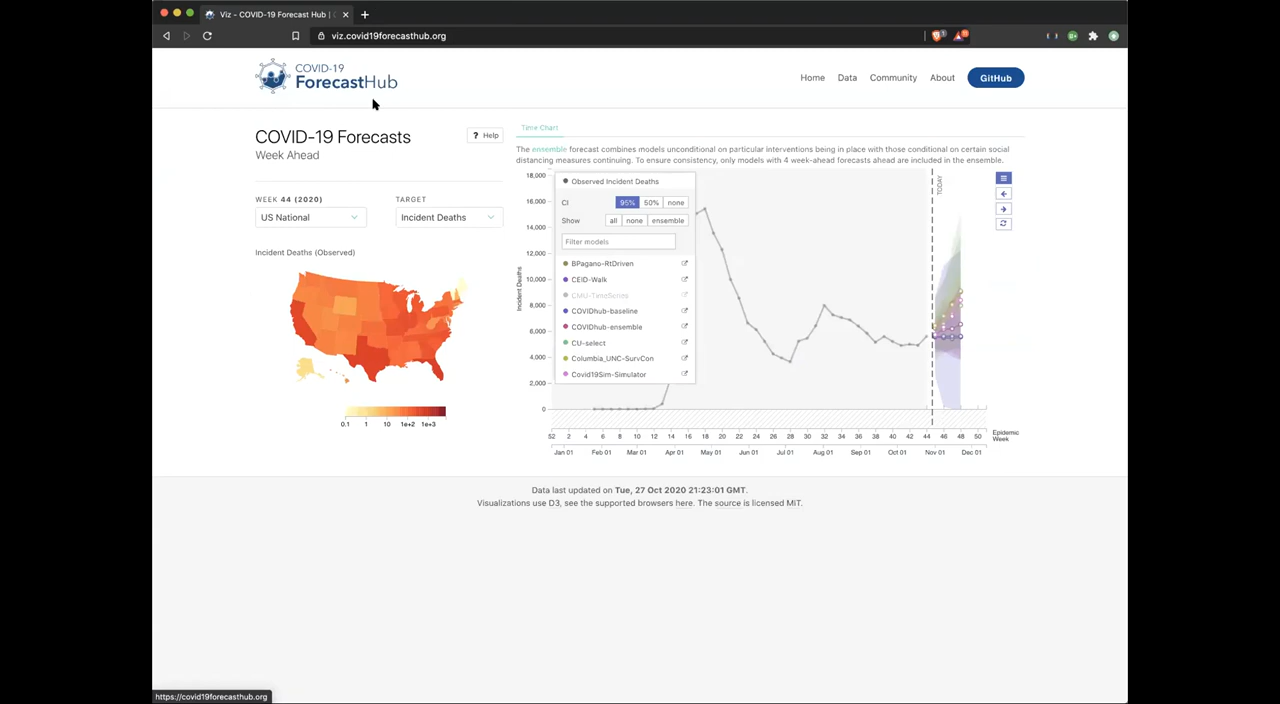 Viz - COVID-19 Forecast Hub |
viz.covid19forecasthub.org
COVID-19
ForecastHub
Home
Data
Community
About
GitHub
COVID-19 Forecasts
? Help
Week Ahead
WEEK 44 (2020)
TARGET
US National
Incident Deaths
Incident Deaths (Observed)
0.1 1 10 1e+2 1e+3
Time Chart
The ensemble forecast combines models unconditional on particular interventions being in place with those conditional on certain social
distancing measures continuing. To ensure consistency, only models with 4 week-ahead forecasts ahead are included in the ensemble.
18,000
16,000
14,000
12,000
10,000
8,000
6,000
4,000
2,000
0
Incident Deaths
Observed Incident Deaths
CI 95% 50% none
Show all none ensemble
Filter models
BPagano-RtDriven
CEID-Walk
CMU-TimeSeries
COVIDhub-baseline
COVIDhub-ensemble
CU-select
Columbia_UNC-SurvCon
Covid19Sim-Simulator
TODAY
52 2 4 6 8 10 12 14 16 18 20 22 24 26 28 30 32 34 36 38 40 42 44 46 48 50
Epidemic
Week
Jan 01 Feb 01 Mar 01 Apr 01 May 01 Jun 01 Jul 01 Aug 01 Sep 01 Oct 01 Nov 01 Dec 01
Data last updated on Tue, 27 Oct 2020 21:23:01 GMT.
Visualizations use D3, see the supported browsers here. The source is licensed MIT.
https://covid19forecasthub.org